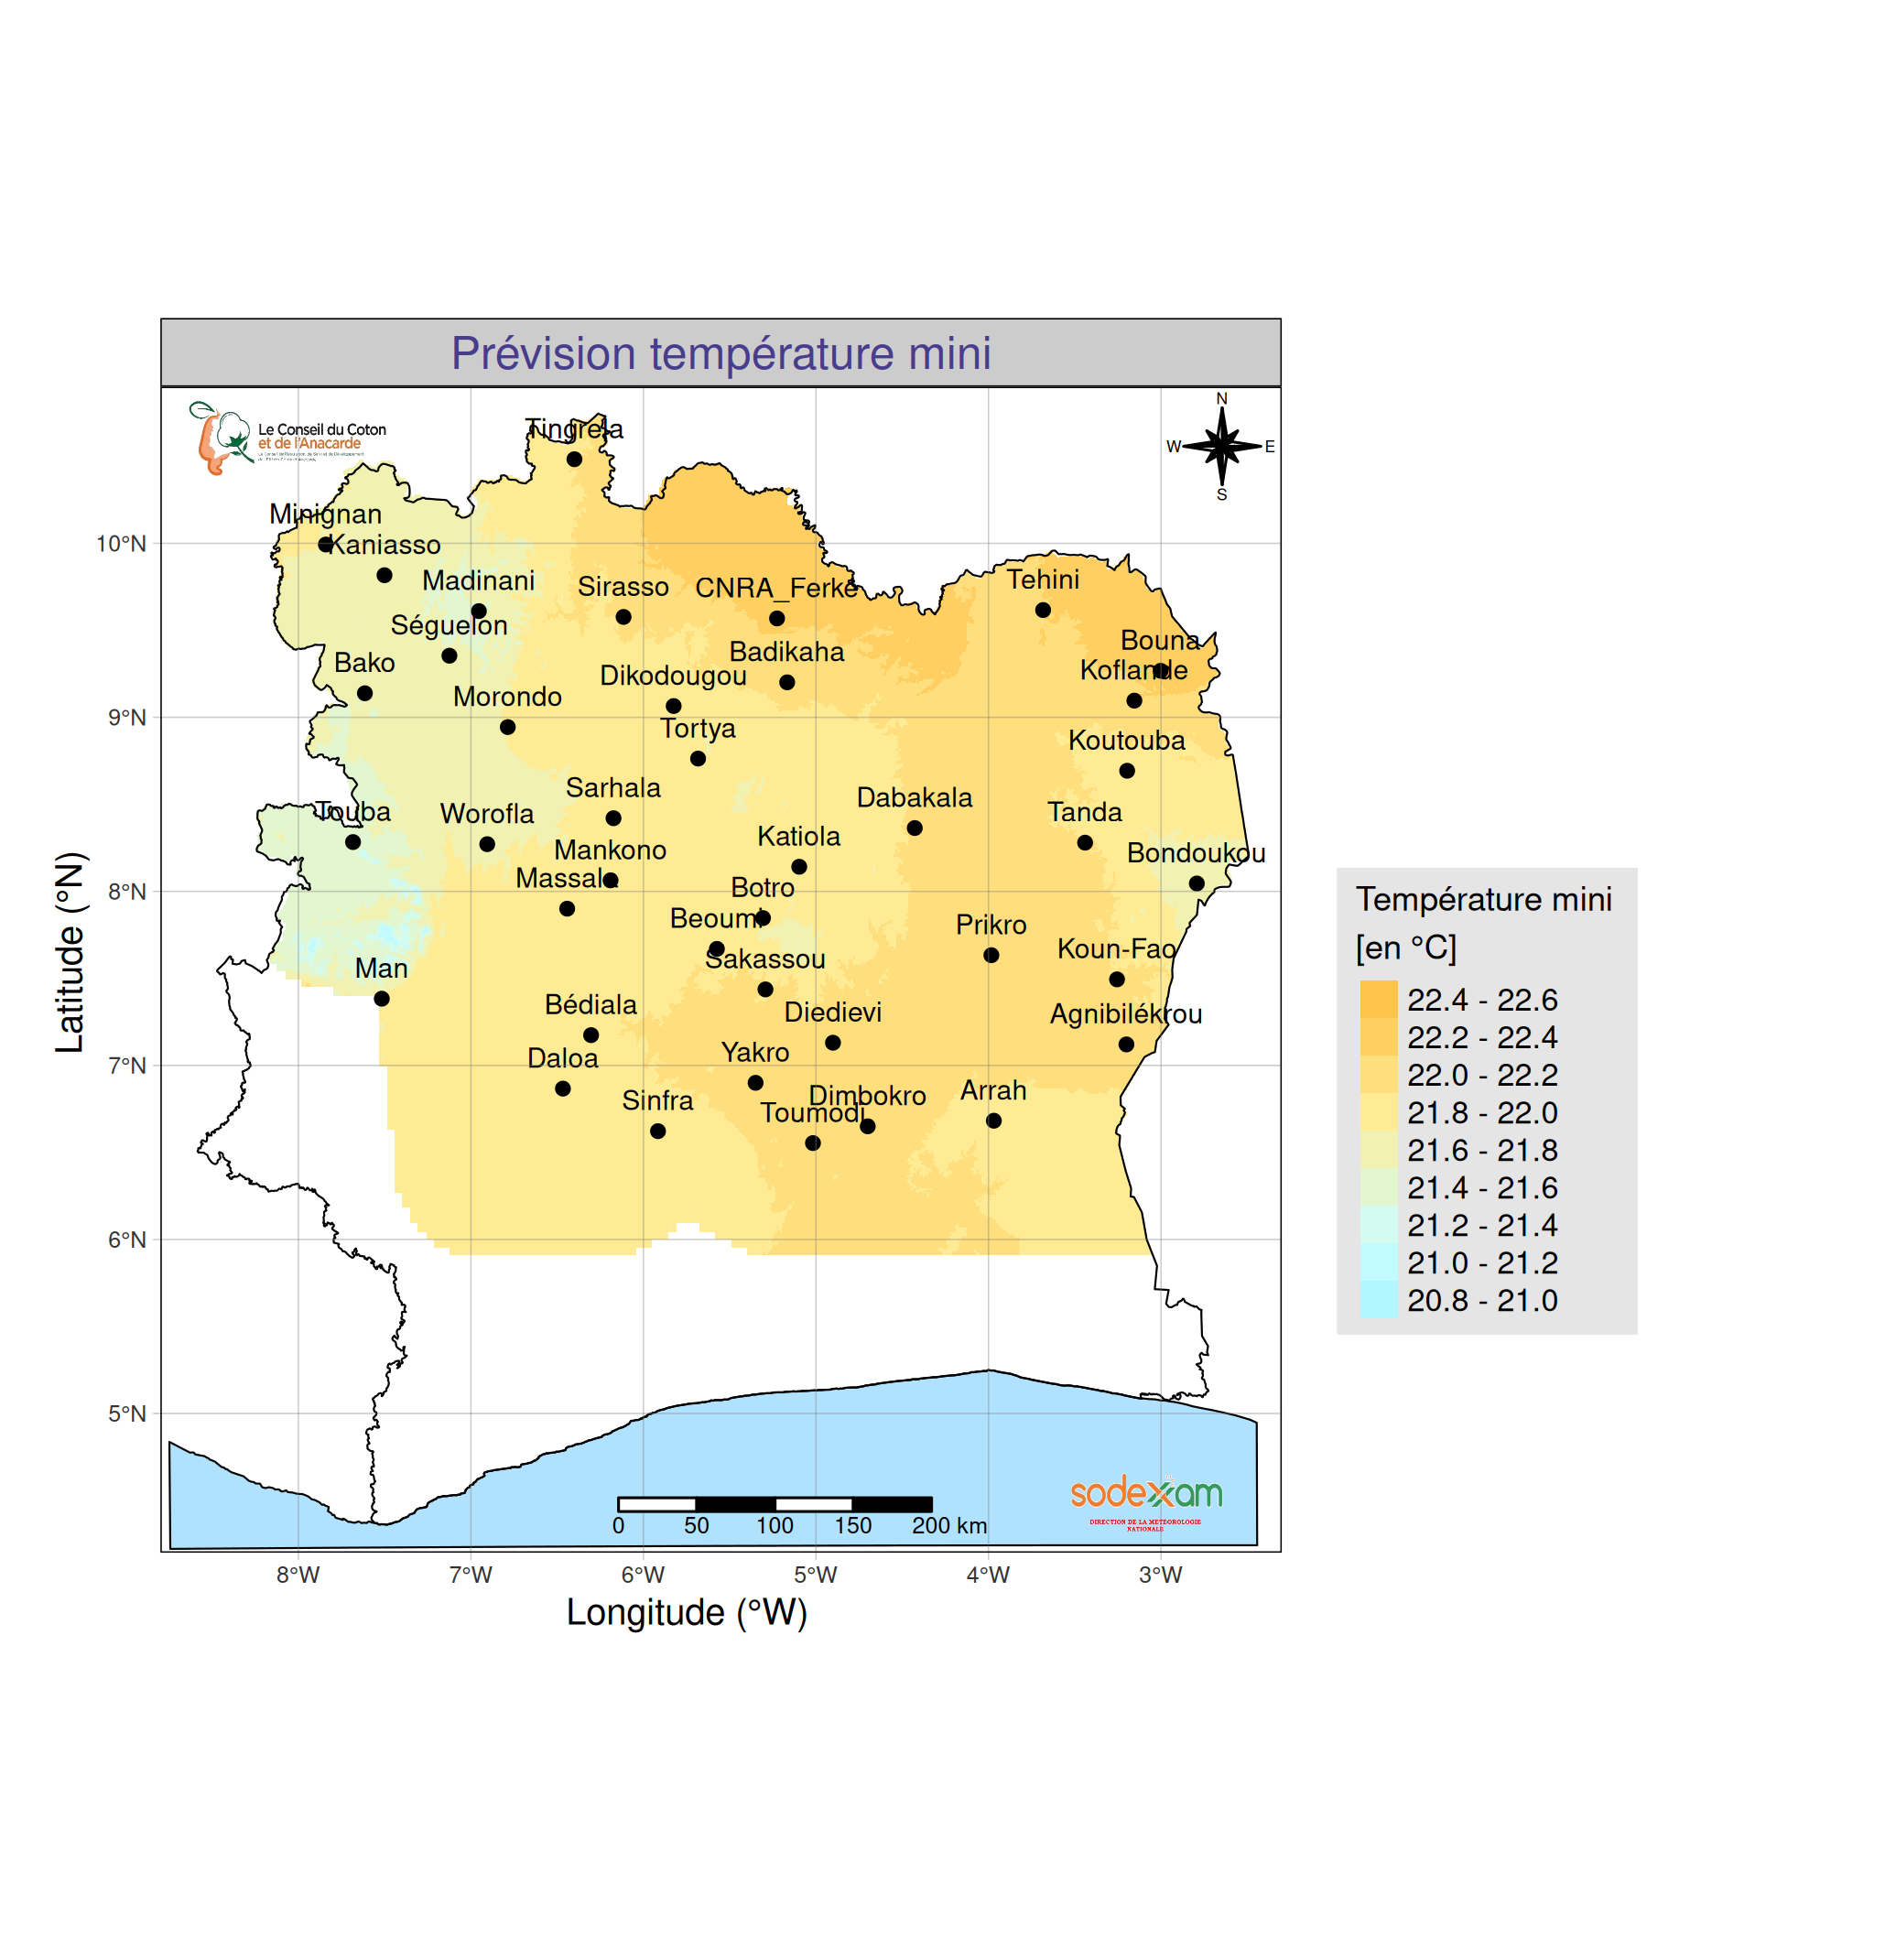 Prévision température mini
Le Conseil du Coton
et de l'Anacarde
N
W
E
S
Tingrela
Minignan
Kaniasso
Madinani
Sirasso
CNRA_Ferké
Tehini
Séguelon
Bouna
Bako
Badikaha
Koflande
Dikodougou
Morondo
Tortya
Koutouba
Sarhala
Dabakala
Touba
Worofla
Tanda
Katiola
Mankono
Bondoukou
Massala
Botro
Beoumi
Prikro
Sakassou
Koun-Fao
Man
Bédiala
Diedievi
Agnibilékrou
Daloa
Yakro
Sinfra
Dimbokro
Arrah
Toumodi
10°N
9°N
8°N
7°N
6°N
5°N
Latitude (°N)
0 50 100 150 200 km
sodexam
DIRECTION DE LA METEOROLOGIE
NATIONALE
8°W 7°W 6°W 5°W 4°W 3°W
Longitude (°W)
Température mini
[en °C]
22.4 - 22.6
22.2 - 22.4
22.0 - 22.2
21.8 - 22.0
21.6 - 21.8
21.4 - 21.6
21.2 - 21.4
21.0 - 21.2
20.8 - 21.0